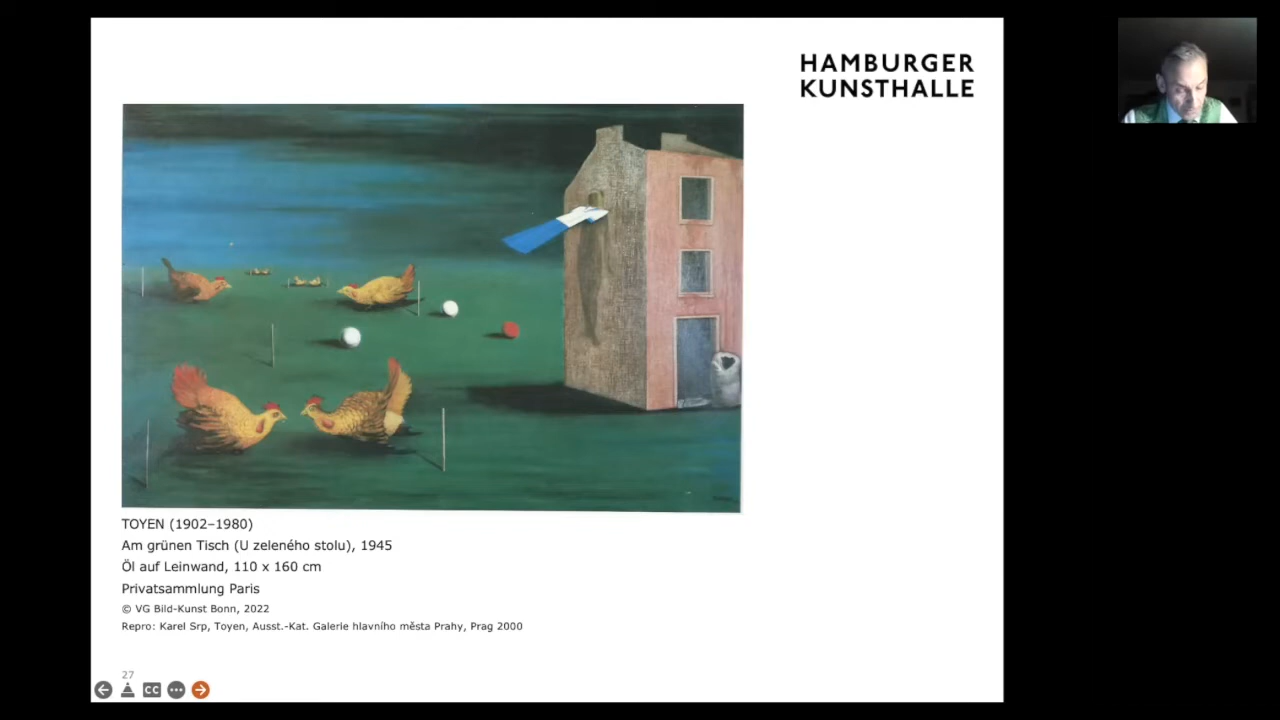 HAMBURGER
KUNSTHALLE
TOYEN (1902–1980)
Am grünen Tisch (U zeleného stolu), 1945
Öl auf Leinwand, 110 x 160 cm
Privatsammlung Paris
© VG Bild-Kunst Bonn, 2022
Repro: Karel Srp, Toyen, Ausst.-Kat. Galerie hlavního města Prahy, Prag 2000
27
CC